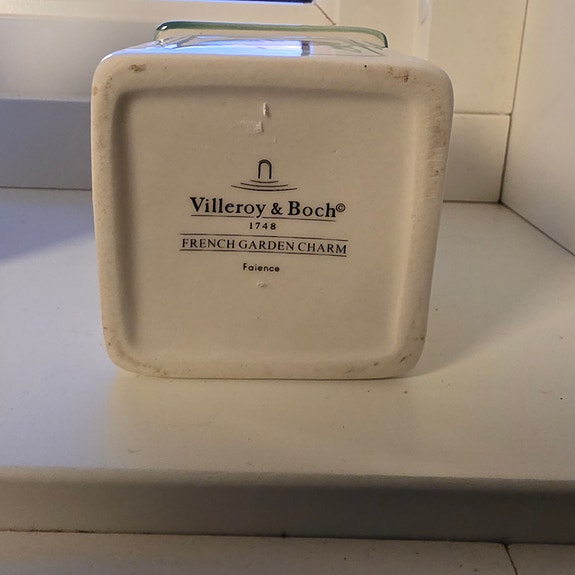 Villeroy & Boch©
1748
FRENCH GARDEN CHARM
Faience